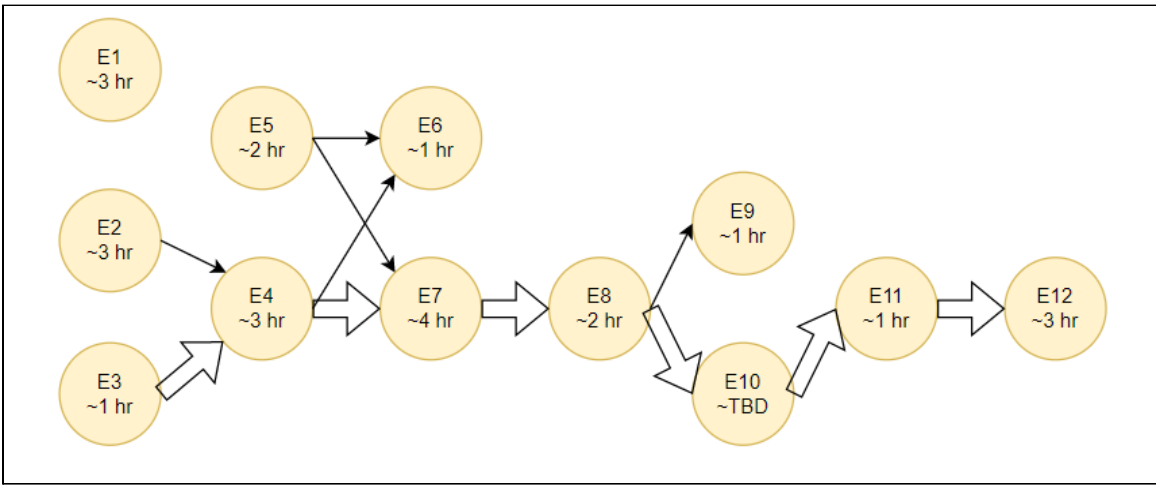 E1
~3 hr
E5
~2 hr
E6
~1 hr
E2
~3 hr
E9
~1 hr
E4
~3 hr
E7
~4 hr
E8
~2 hr
E11
~1 hr
E12
~3 hr
E3
~1 hr
E10
~TBD